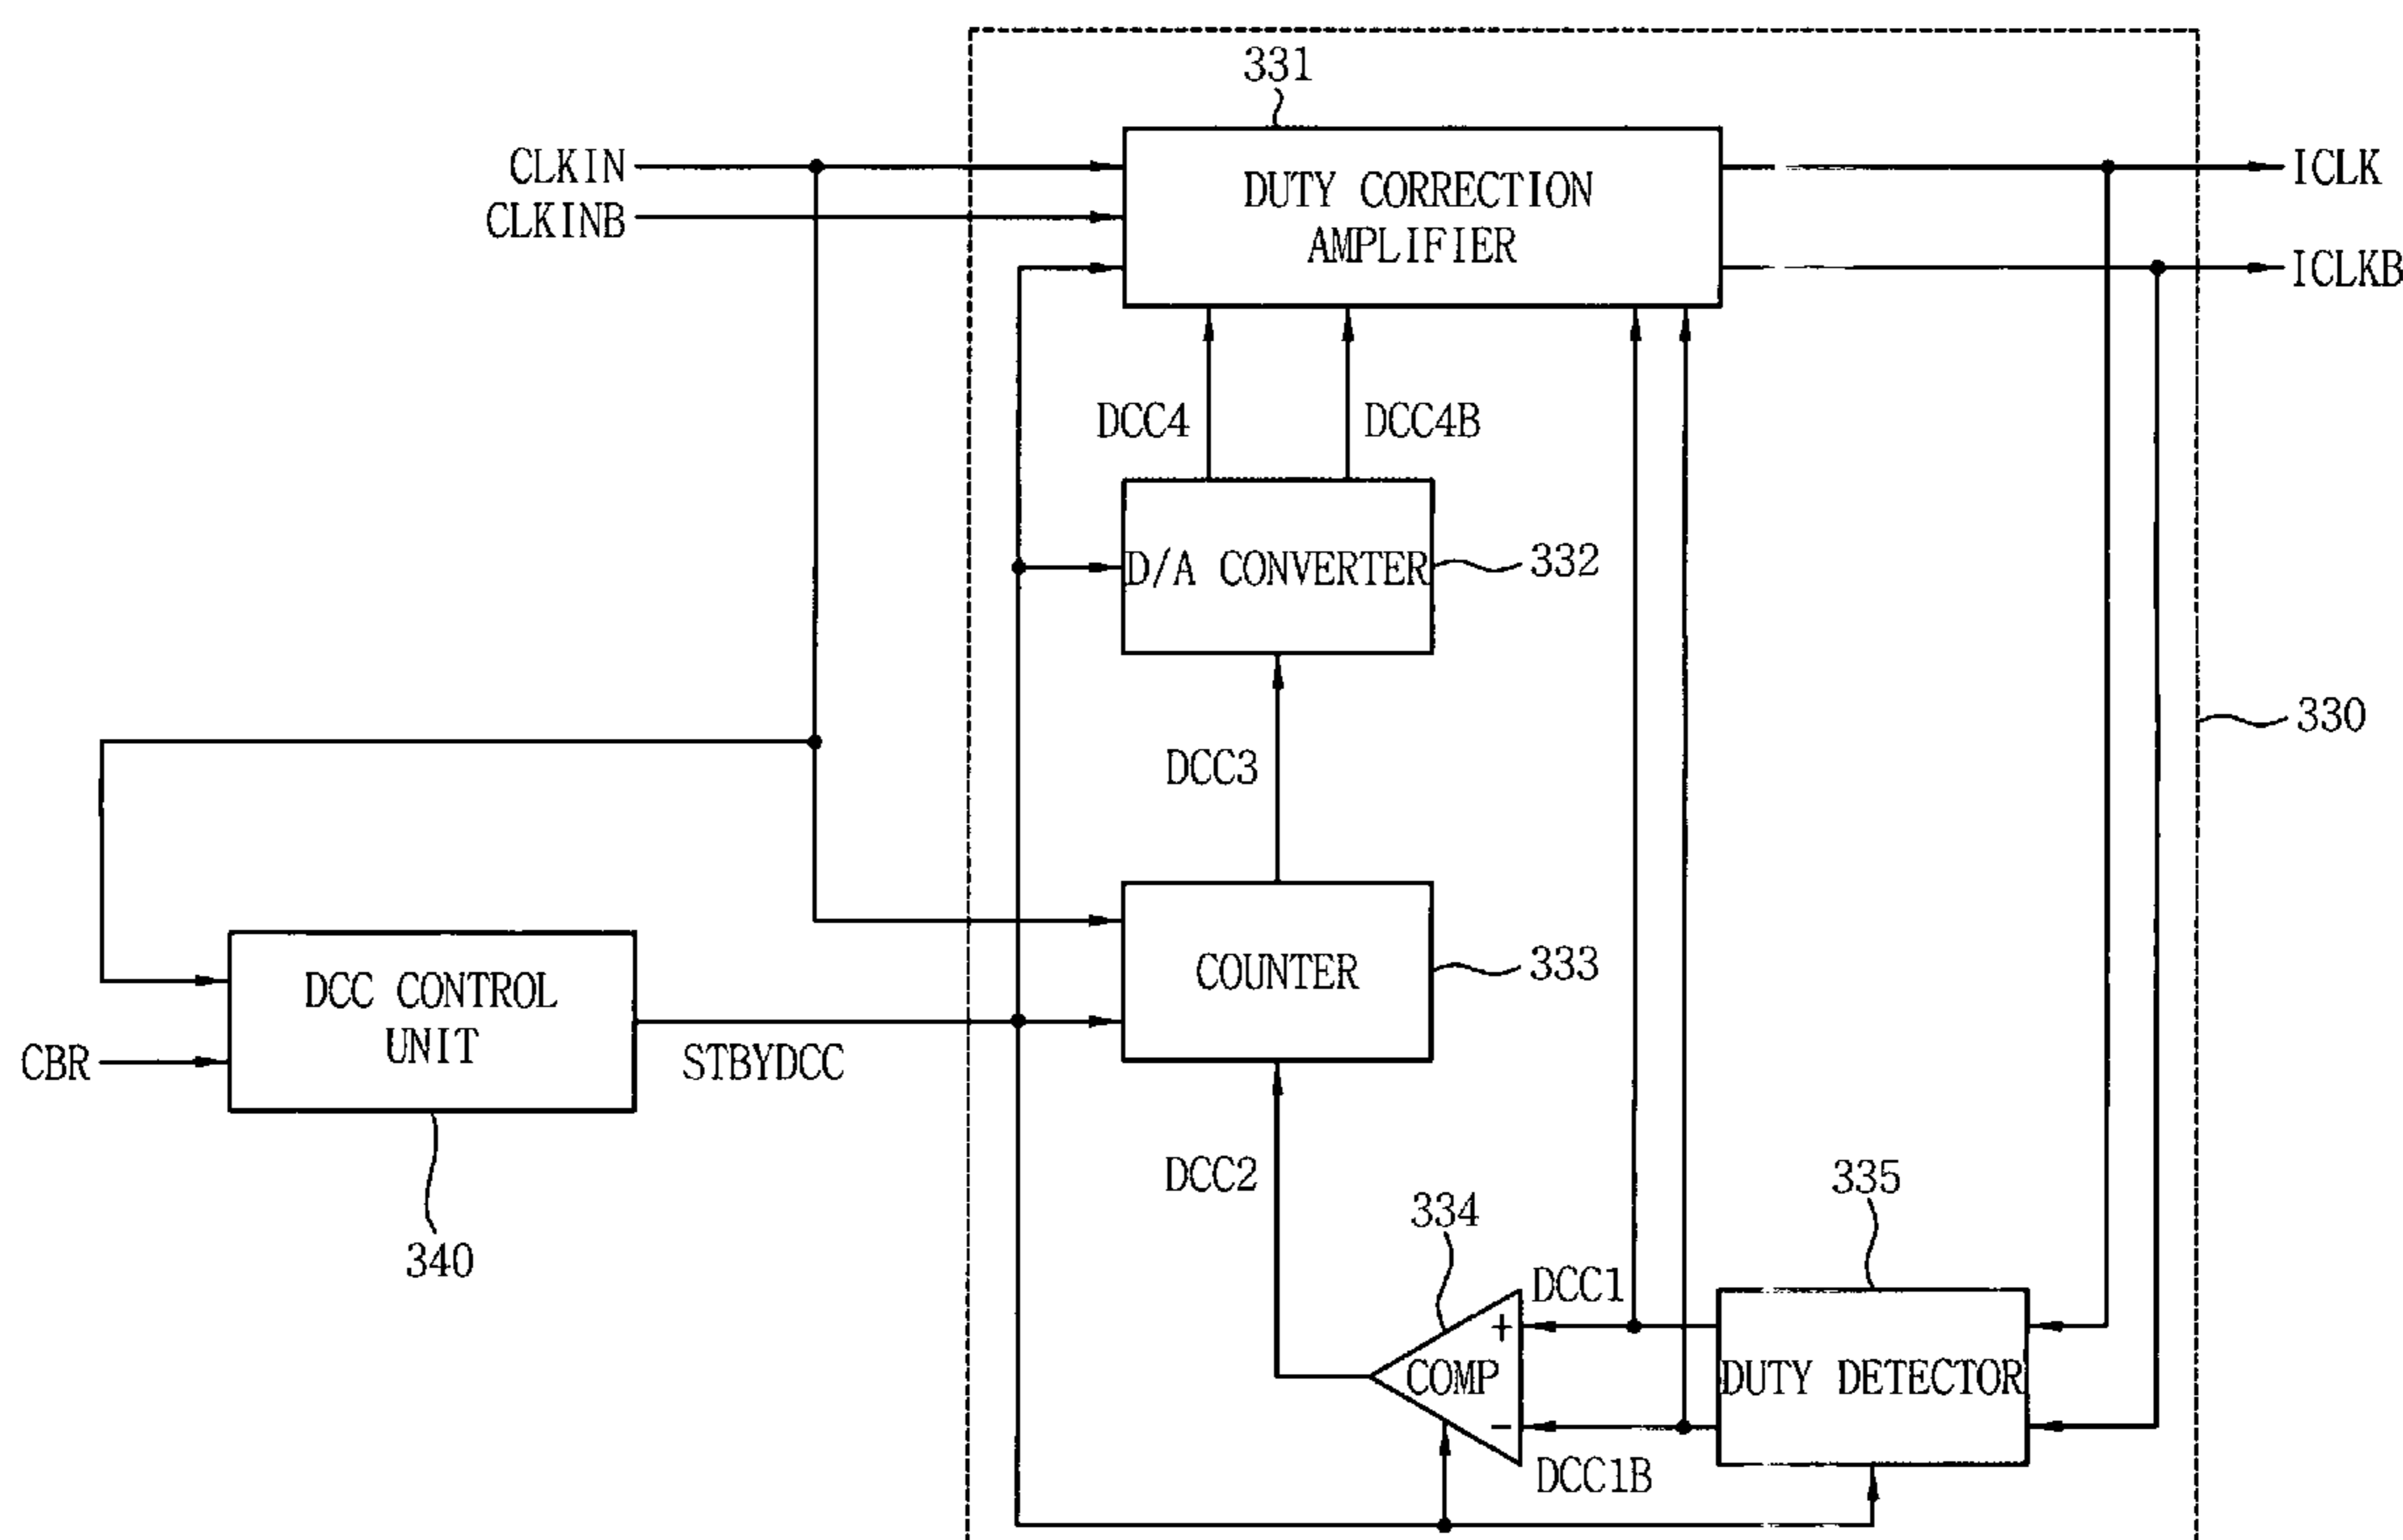 331
CLKIN
CLKINB
DUTY CORRECTION
AMPLIFIER
ICLK
ICLKB
DCC4
DCC4B
D/A CONVERTER
332
330
DCC3
COUNTER
333
DCC CONTROL
UNIT
CBR
STBYDCC
340
DCC2
334
335
DCC1
+
COMP
-
DUTY DETECTOR
DCC1B